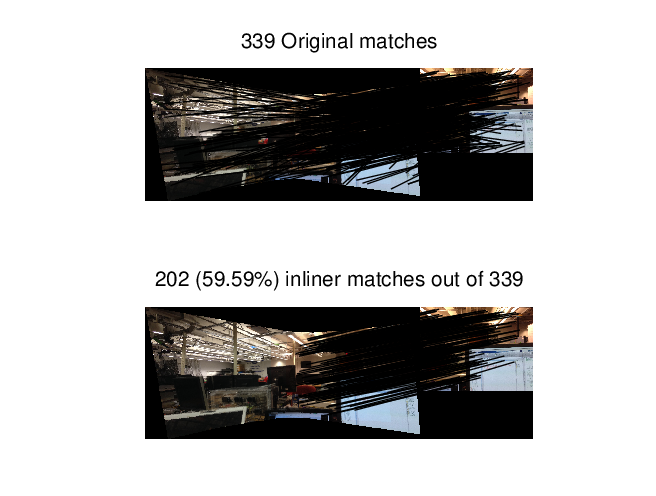 339 Original matches
202 (59.59%) inliner matches out of 339